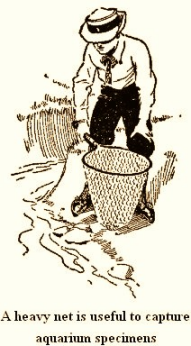 A heavy net is useful to capture
aquarium specimens